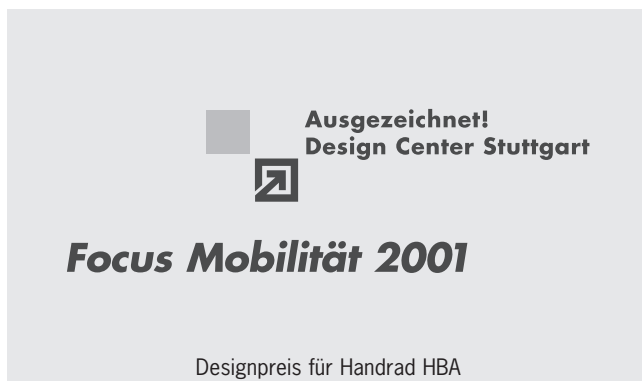 Ausgezeichnet!
Design Center Stuttgart
Focus Mobilität 2001
Designpreis für Handrad HBA